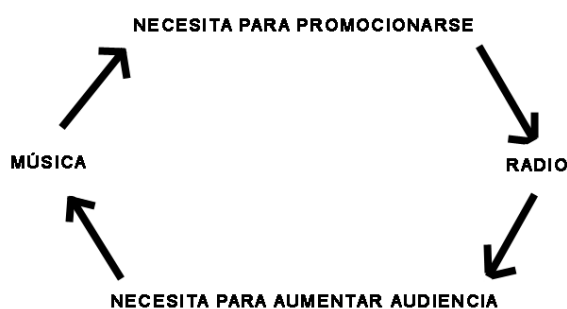 NECESITA PARA PROMOCIONARSE
MÚSICA
RADIO
NECESITA PARA AUMENTAR AUDIENCIA